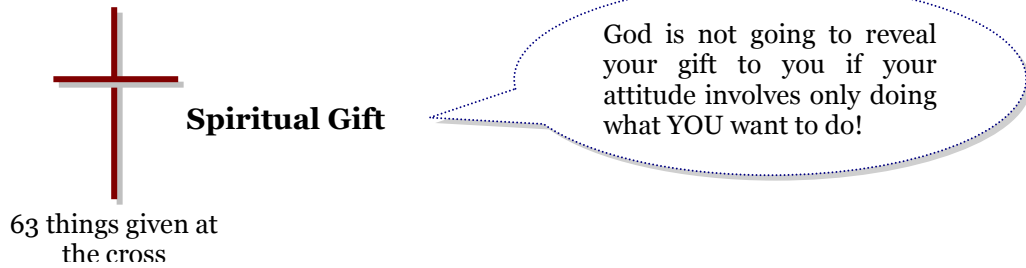 God is not going to reveal
your gift to you if your
attitude involves only doing
what YOU want to do!
Spiritual Gift
63 things given at
the cross